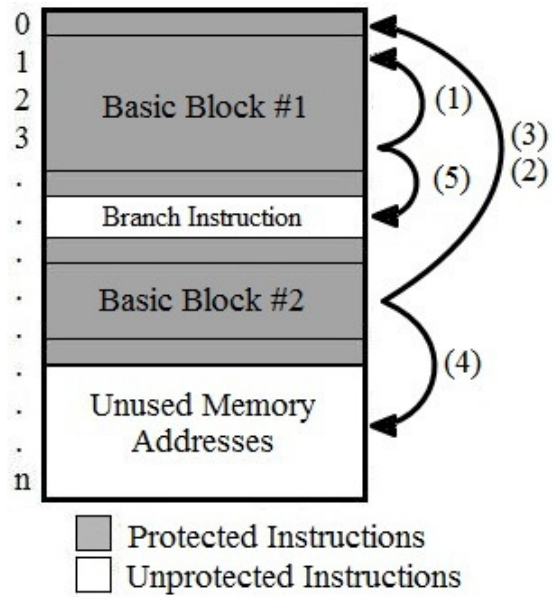 0
1
2
3
.
.
.
.
.
.
.
.
n
Basic Block #1
Branch Instruction
Basic Block #2
Unused Memory
Addresses
(1)
(3)
(5)
(2)
(4)
Protected Instructions
Unprotected Instructions